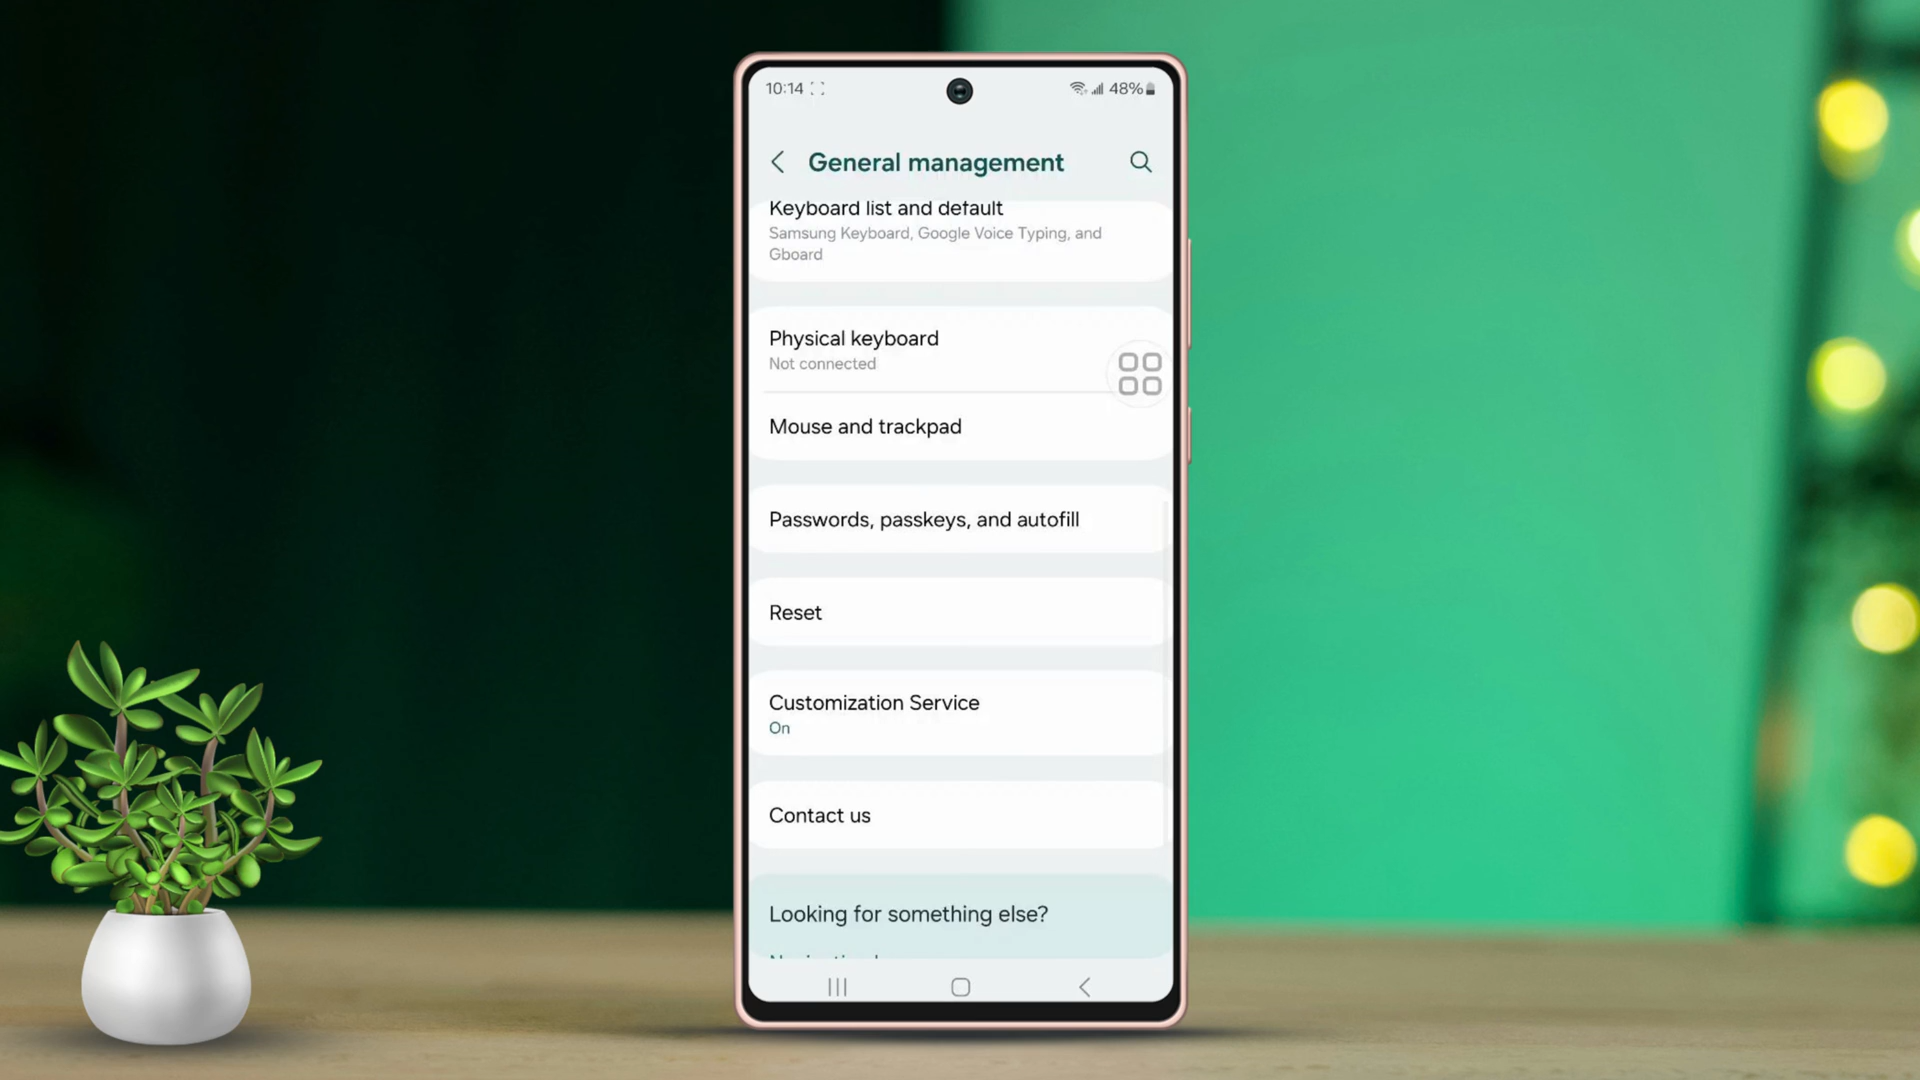 10:14 48%
General management
Keyboard list and default
Samsung Keyboard, Google Voice Typing, and
Gboard
Physical keyboard
Not connected
Mouse and trackpad
Passwords, passkeys, and autofill
Reset
Customization Service
On
Contact us
Looking for something else?